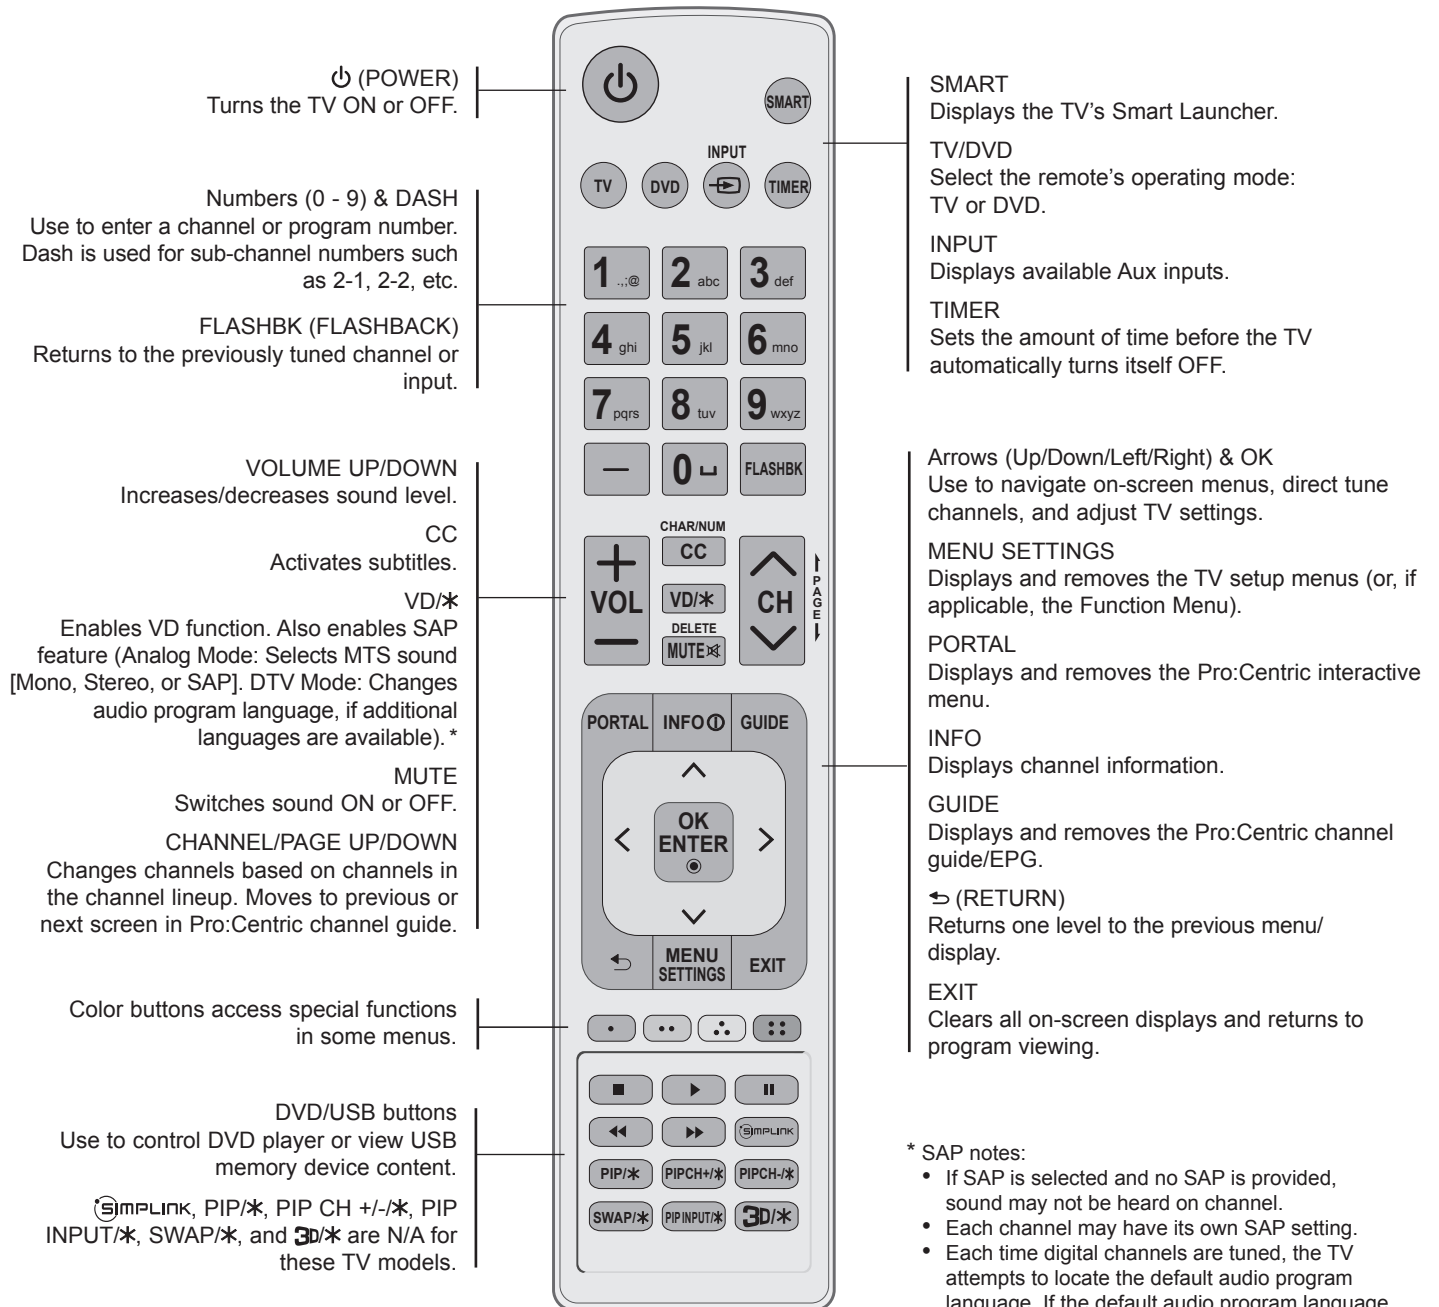 ⏻ (POWER)
Turns the TV ON or OFF.
Numbers (0 - 9) & DASH
Use to enter a channel or program number.
Dash is used for sub-channel numbers such
as 2-1, 2-2, etc.
FLASHBK (FLASHBACK)
Returns to the previously tuned channel or
input.
VOLUME UP/DOWN
Increases/decreases sound level.
CC
Activates subtitles.
VD/*
Enables VD function. Also enables SAP
feature (Analog Mode: Selects MTS sound
[Mono, Stereo, or SAP]. DTV Mode: Changes
audio program language, if additional
languages are available). *
MUTE
Switches sound ON or OFF.
CHANNEL/PAGE UP/DOWN
Changes channels based on channels in
the channel lineup. Moves to previous or
next screen in Pro:Centric channel guide.
Color buttons access special functions
in some menus.
DVD/USB buttons
Use to control DVD player or view USB
memory device content.
SIMPLINK, PIP/*, PIP CH +/-/*, PIP
INPUT/*, SWAP/*, and 3D/* are N/A for
these TV models.
SMART
INPUT
TV DVD TIMER
1 .,;@ 2 abc 3 def
4 ghi 5 jkl 6 mno
7 pqrs 8 tuv 9 wxyz
— 0 ⌴ FLASHBK
CHAR/NUM
+ CC
VOL VD/* CH PAGE
DELETE
— MUTE
PORTAL INFO GUIDE
OK
ENTER
MENU
SETTINGS EXIT
SIMPLINK
PIP/* PIPCH+/* PIPCH-/*
SWAP/* PIP INPUT/* 3D/*
SMART
Displays the TV's Smart Launcher.
TV/DVD
Select the remote's operating mode:
TV or DVD.
INPUT
Displays available Aux inputs.
TIMER
Sets the amount of time before the TV
automatically turns itself OFF.
Arrows (Up/Down/Left/Right) & OK
Use to navigate on-screen menus, direct tune
channels, and adjust TV settings.
MENU SETTINGS
Displays and removes the TV setup menus (or, if
applicable, the Function Menu).
PORTAL
Displays and removes the Pro:Centric interactive
menu.
INFO
Displays channel information.
GUIDE
Displays and removes the Pro:Centric channel
guide/EPG.
⮌ (RETURN)
Returns one level to the previous menu/
display.
EXIT
Clears all on-screen displays and returns to
program viewing.
* SAP notes:
• If SAP is selected and no SAP is provided,
sound may not be heard on channel.
• Each channel may have its own SAP setting.
• Each time digital channels are tuned, the TV
attempts to locate the default audio program
language. If the default audio program language